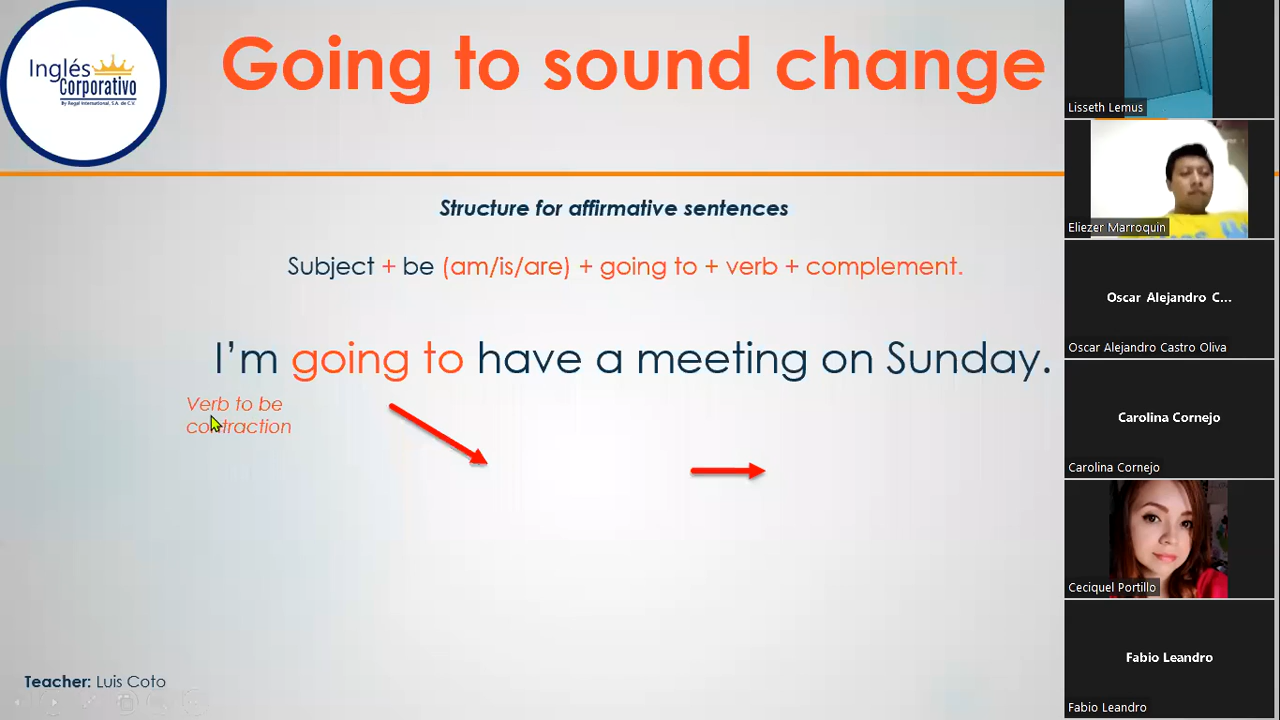 Inglés
Corporativo
By Regal International, S.A. de C.V.
Going to sound change
Structure for affirmative sentences
Subject + be (am/is/are) + going to + verb + complement.
I'm going to have a meeting on Sunday.
Verb to be
contraction
Teacher: Luis Coto
Lisseth Lemus
Eliezer Marroquin
Oscar Alejandro C...
Oscar Alejandro Castro Oliva
Carolina Cornejo
Carolina Cornejo
Ceciquel Portillo
Fabio Leandro
Fabio Leandro